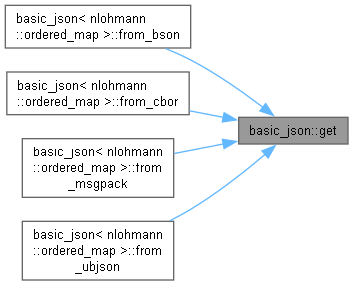 basic_json< nlohmann
::ordered_map >::from_bson
basic_json< nlohmann
::ordered_map >::from_cbor
basic_json::get
basic_json< nlohmann
::ordered_map >::from
_msgpack
basic_json< nlohmann
::ordered_map >::from
_ubjson